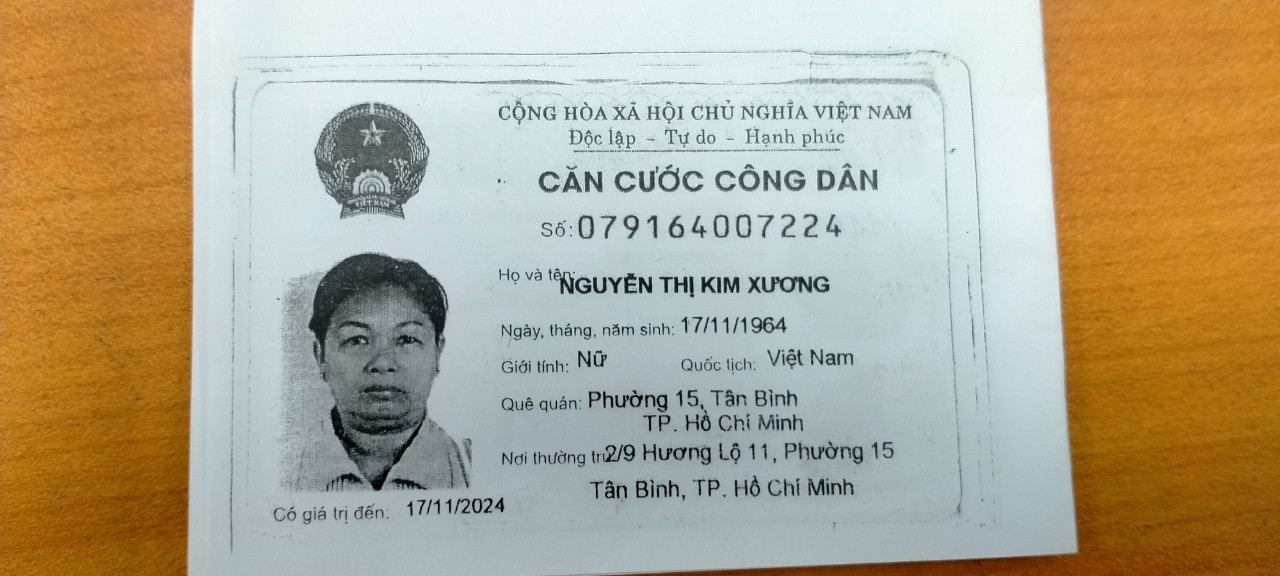 CỘNG HÒA XÃ HỘI CHỦ NGHĨA VIỆT NAM
Độc lập - Tự do - Hạnh phúc
CĂN CƯỚC CÔNG DÂN
Số: 079164007224
Họ và tên: NGUYỄN THỊ KIM XƯƠNG
Ngày, tháng, năm sinh: 17/11/1964
Giới tính: Nữ Quốc tịch: Việt Nam
Quê quán: Phường 15, Tân Bình
TP. Hồ Chí Minh
Nơi thường trú 2/9 Hương Lộ 11, Phường 15
Tân Bình, TP. Hồ Chí Minh
Có giá trị đến: 17/11/2024
VIỆT NAM